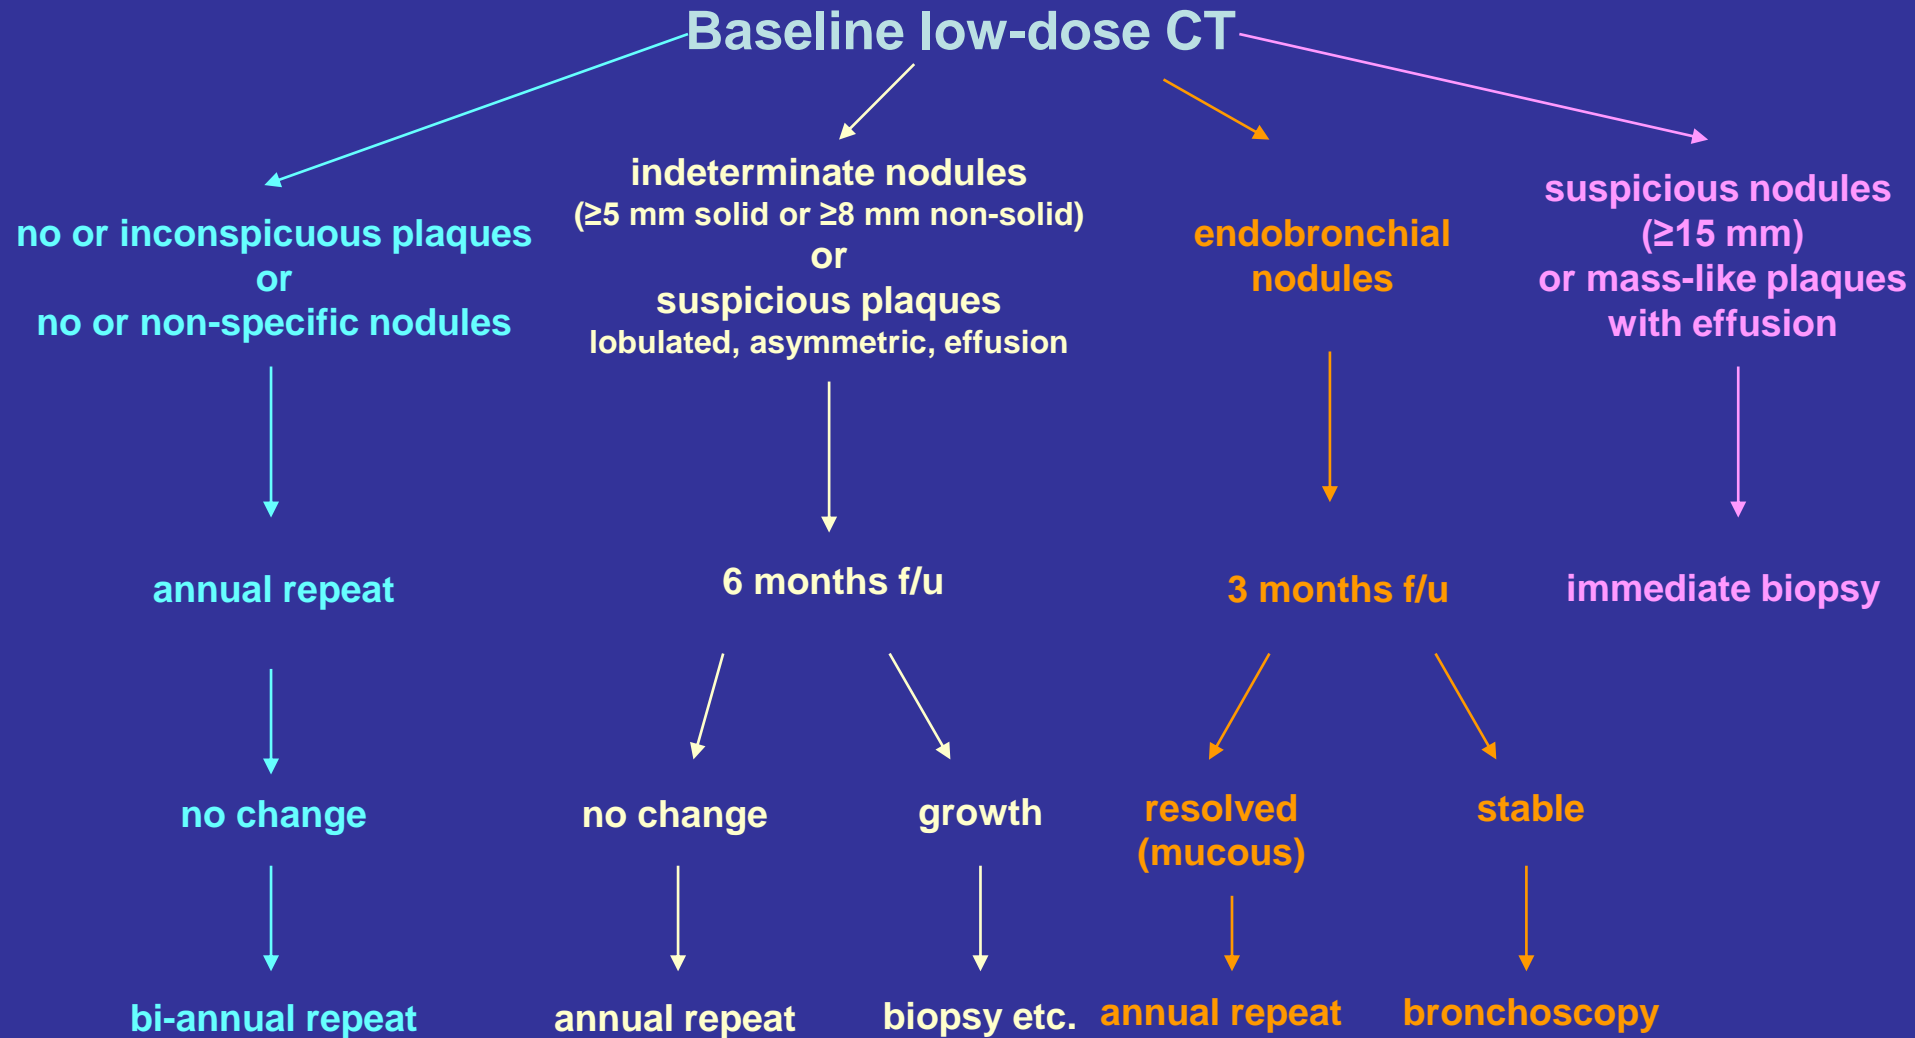 Baseline low-dose CT
no or inconspicuous plaques
or
no or non-specific nodules
annual repeat
no change
bi-annual repeat
indeterminate nodules
(≥5 mm solid or ≥8 mm non-solid)
or
suspicious plaques
lobulated, asymmetric, effusion
6 months f/u
no change
annual repeat
growth
biopsy etc.
endobronchial
nodules
3 months f/u
resolved
(mucous)
annual repeat
stable
bronchoscopy
suspicious nodules
(≥15 mm)
or mass-like plaques
with effusion
immediate biopsy